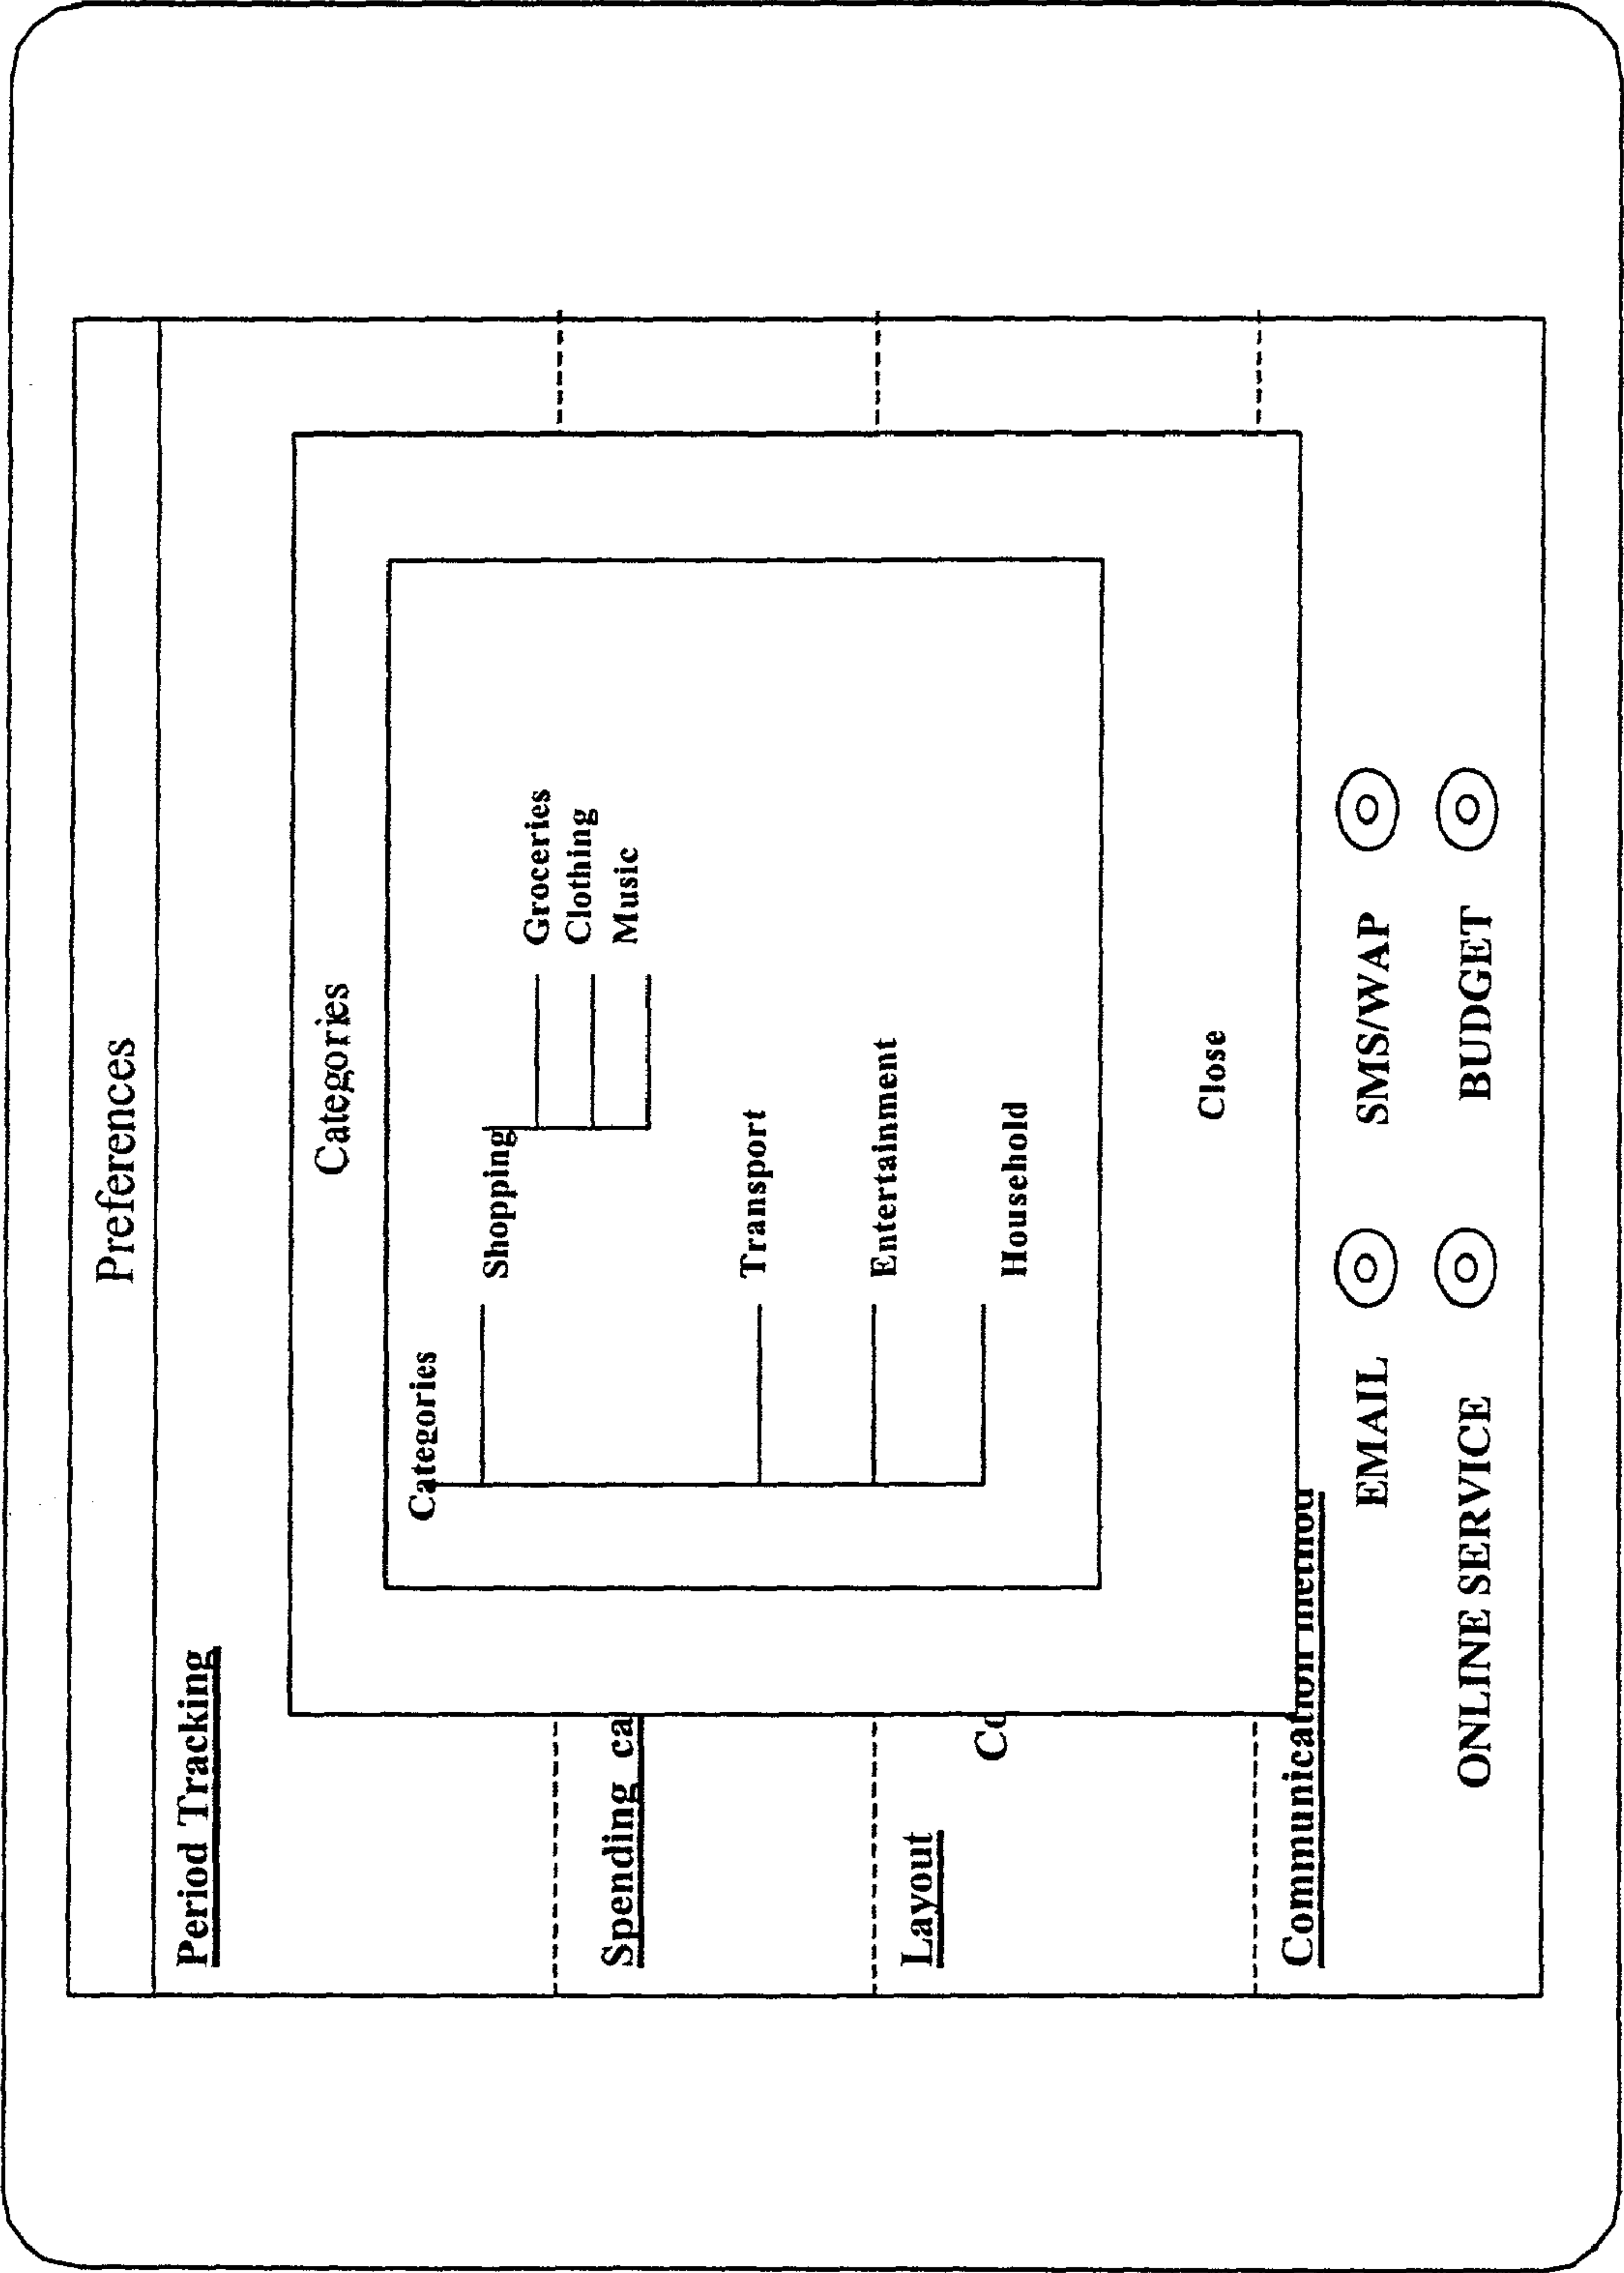 Preferences
Period Tracking
Categories
Categories
Shopping
Groceries
Clothing
Music
Spending ca
Transport
Entertainment
Layout
Household
Co
Close
Communication method
EMAIL SMS/WAP
ONLINE SERVICE BUDGET